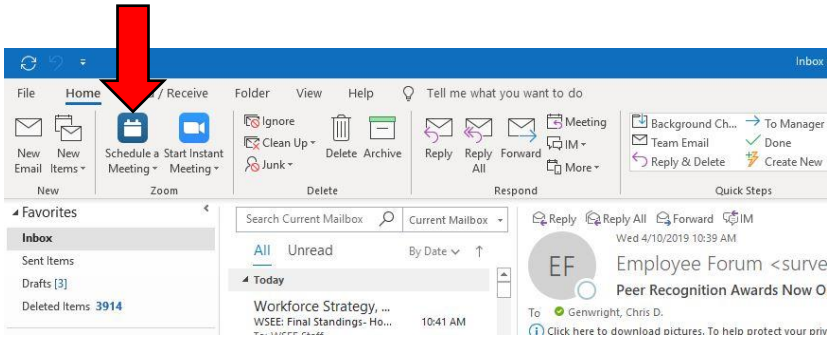 Inbox
File Home / Receive Folder View Help Tell me what you want to do
New Email
New Items
Schedule a Meeting
Start Instant Meeting
Ignore
Clean Up
Junk
Delete
Archive
Reply
Reply All
Forward
Meeting
IM
More
Background Ch...
Team Email
Reply & Delete
To Manager
Done
Create New
New Zoom Delete Respond Quick Steps
Favorites
Inbox
Sent Items
Drafts [3]
Deleted Items 3914
Search Current Mailbox Current Mailbox
All Unread By Date
Today
Workforce Strategy, ...
WSEE: Final Standings- Ho... 10:41 AM
To: WSEE Staff
Reply Reply All Forward IM
Wed 4/10/2019 10:39 AM
EF
Employee Forum <surve
Peer Recognition Awards Now O
To Genwright, Chris D.
Click here to download pictures. To help protect your priv